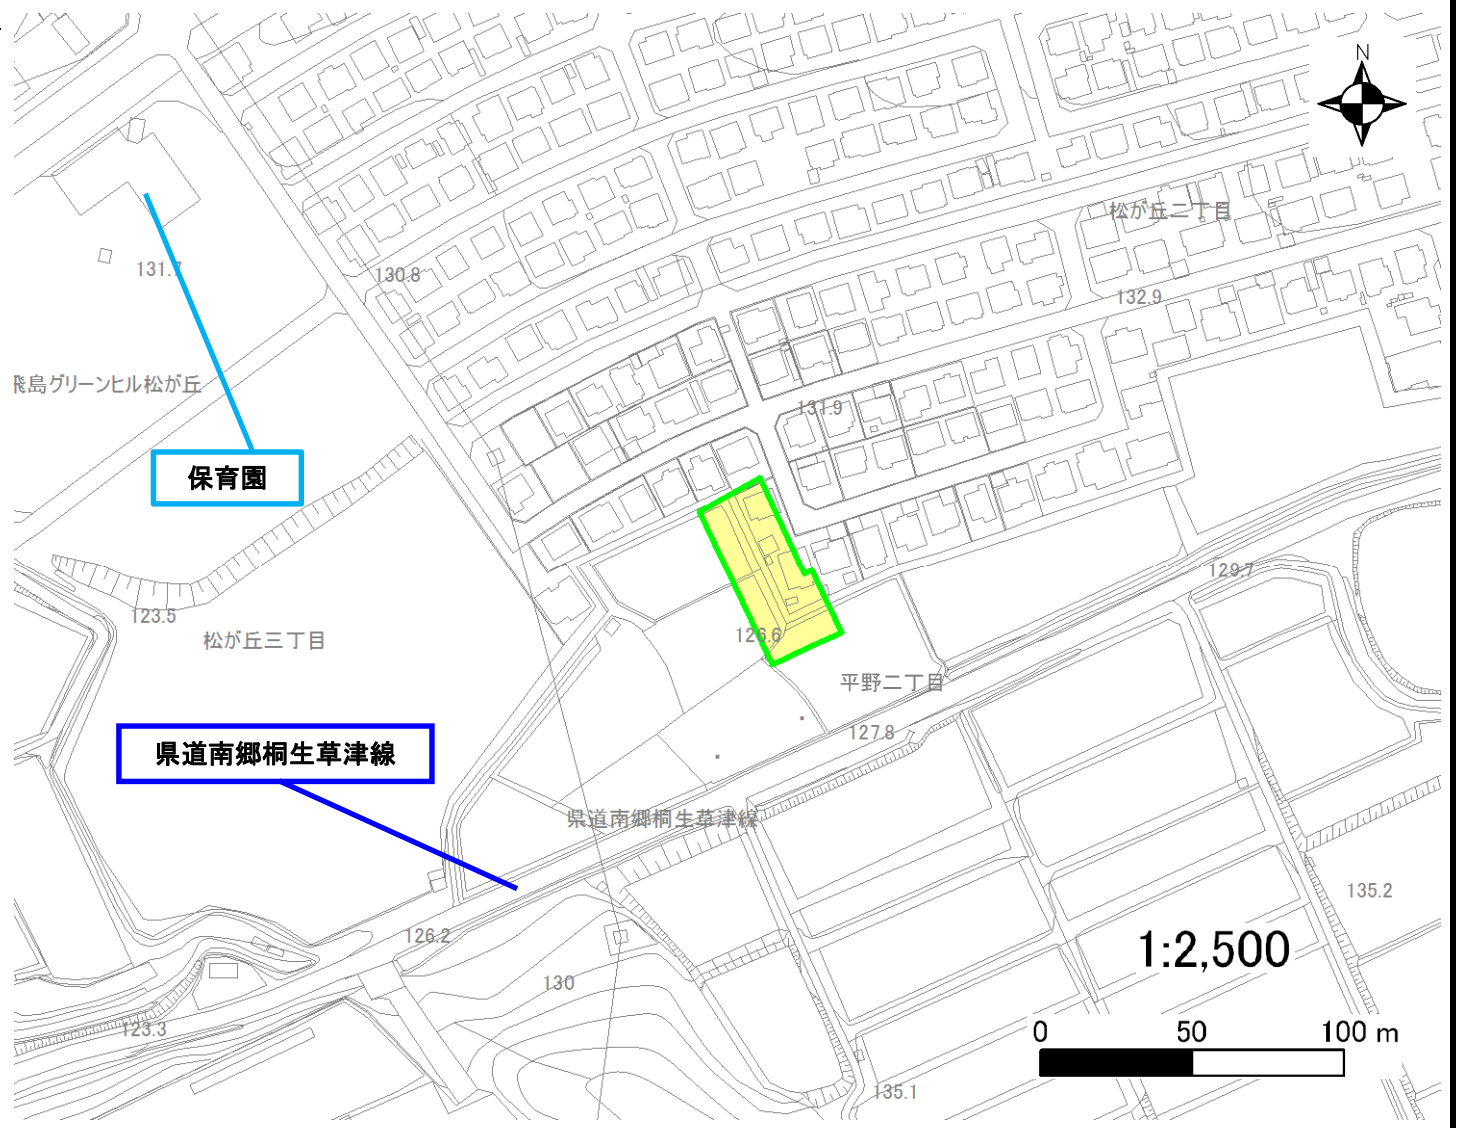 N
松が丘二丁目
131.7
130.8
132.9
飛島グリーンヒル松が丘
131.9
保育園
129.7
123.5
松が丘三丁目
126.6
平野二丁目
127.8
県道南郷桐生草津線
県道南郷桐生草津線
135.2
126.2
1:2,500
130
123.3
0 50 100 m
135.1